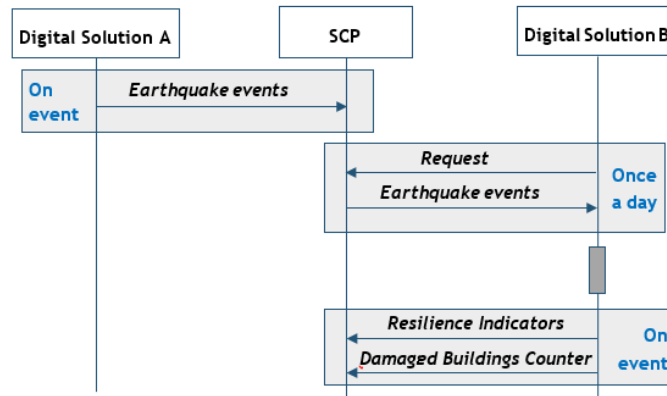 Digital Solution A
SCP
Digital Solution B
On
event
Earthquake events
Request
Earthquake events
Once
a day
Resilience Indicators
Damaged Buildings Counter
On
event